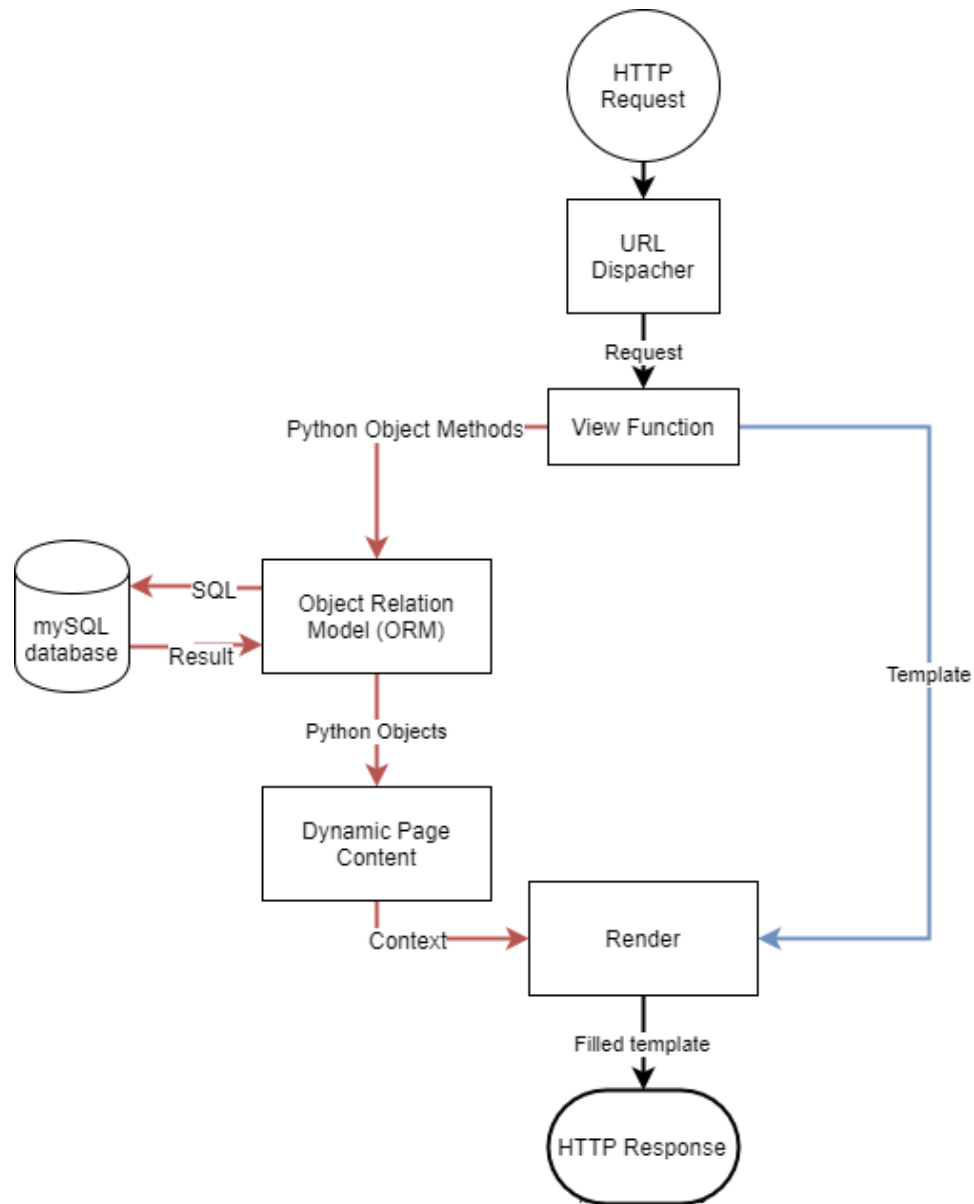 HTTP
Request
URL
Dispacher
Request
View Function
Python Object Methods
Object Relation
Model (ORM)
SQL
mySQL
database
Result
Template
Python Objects
Dynamic Page
Content
Context
Render
Filled template
HTTP Response